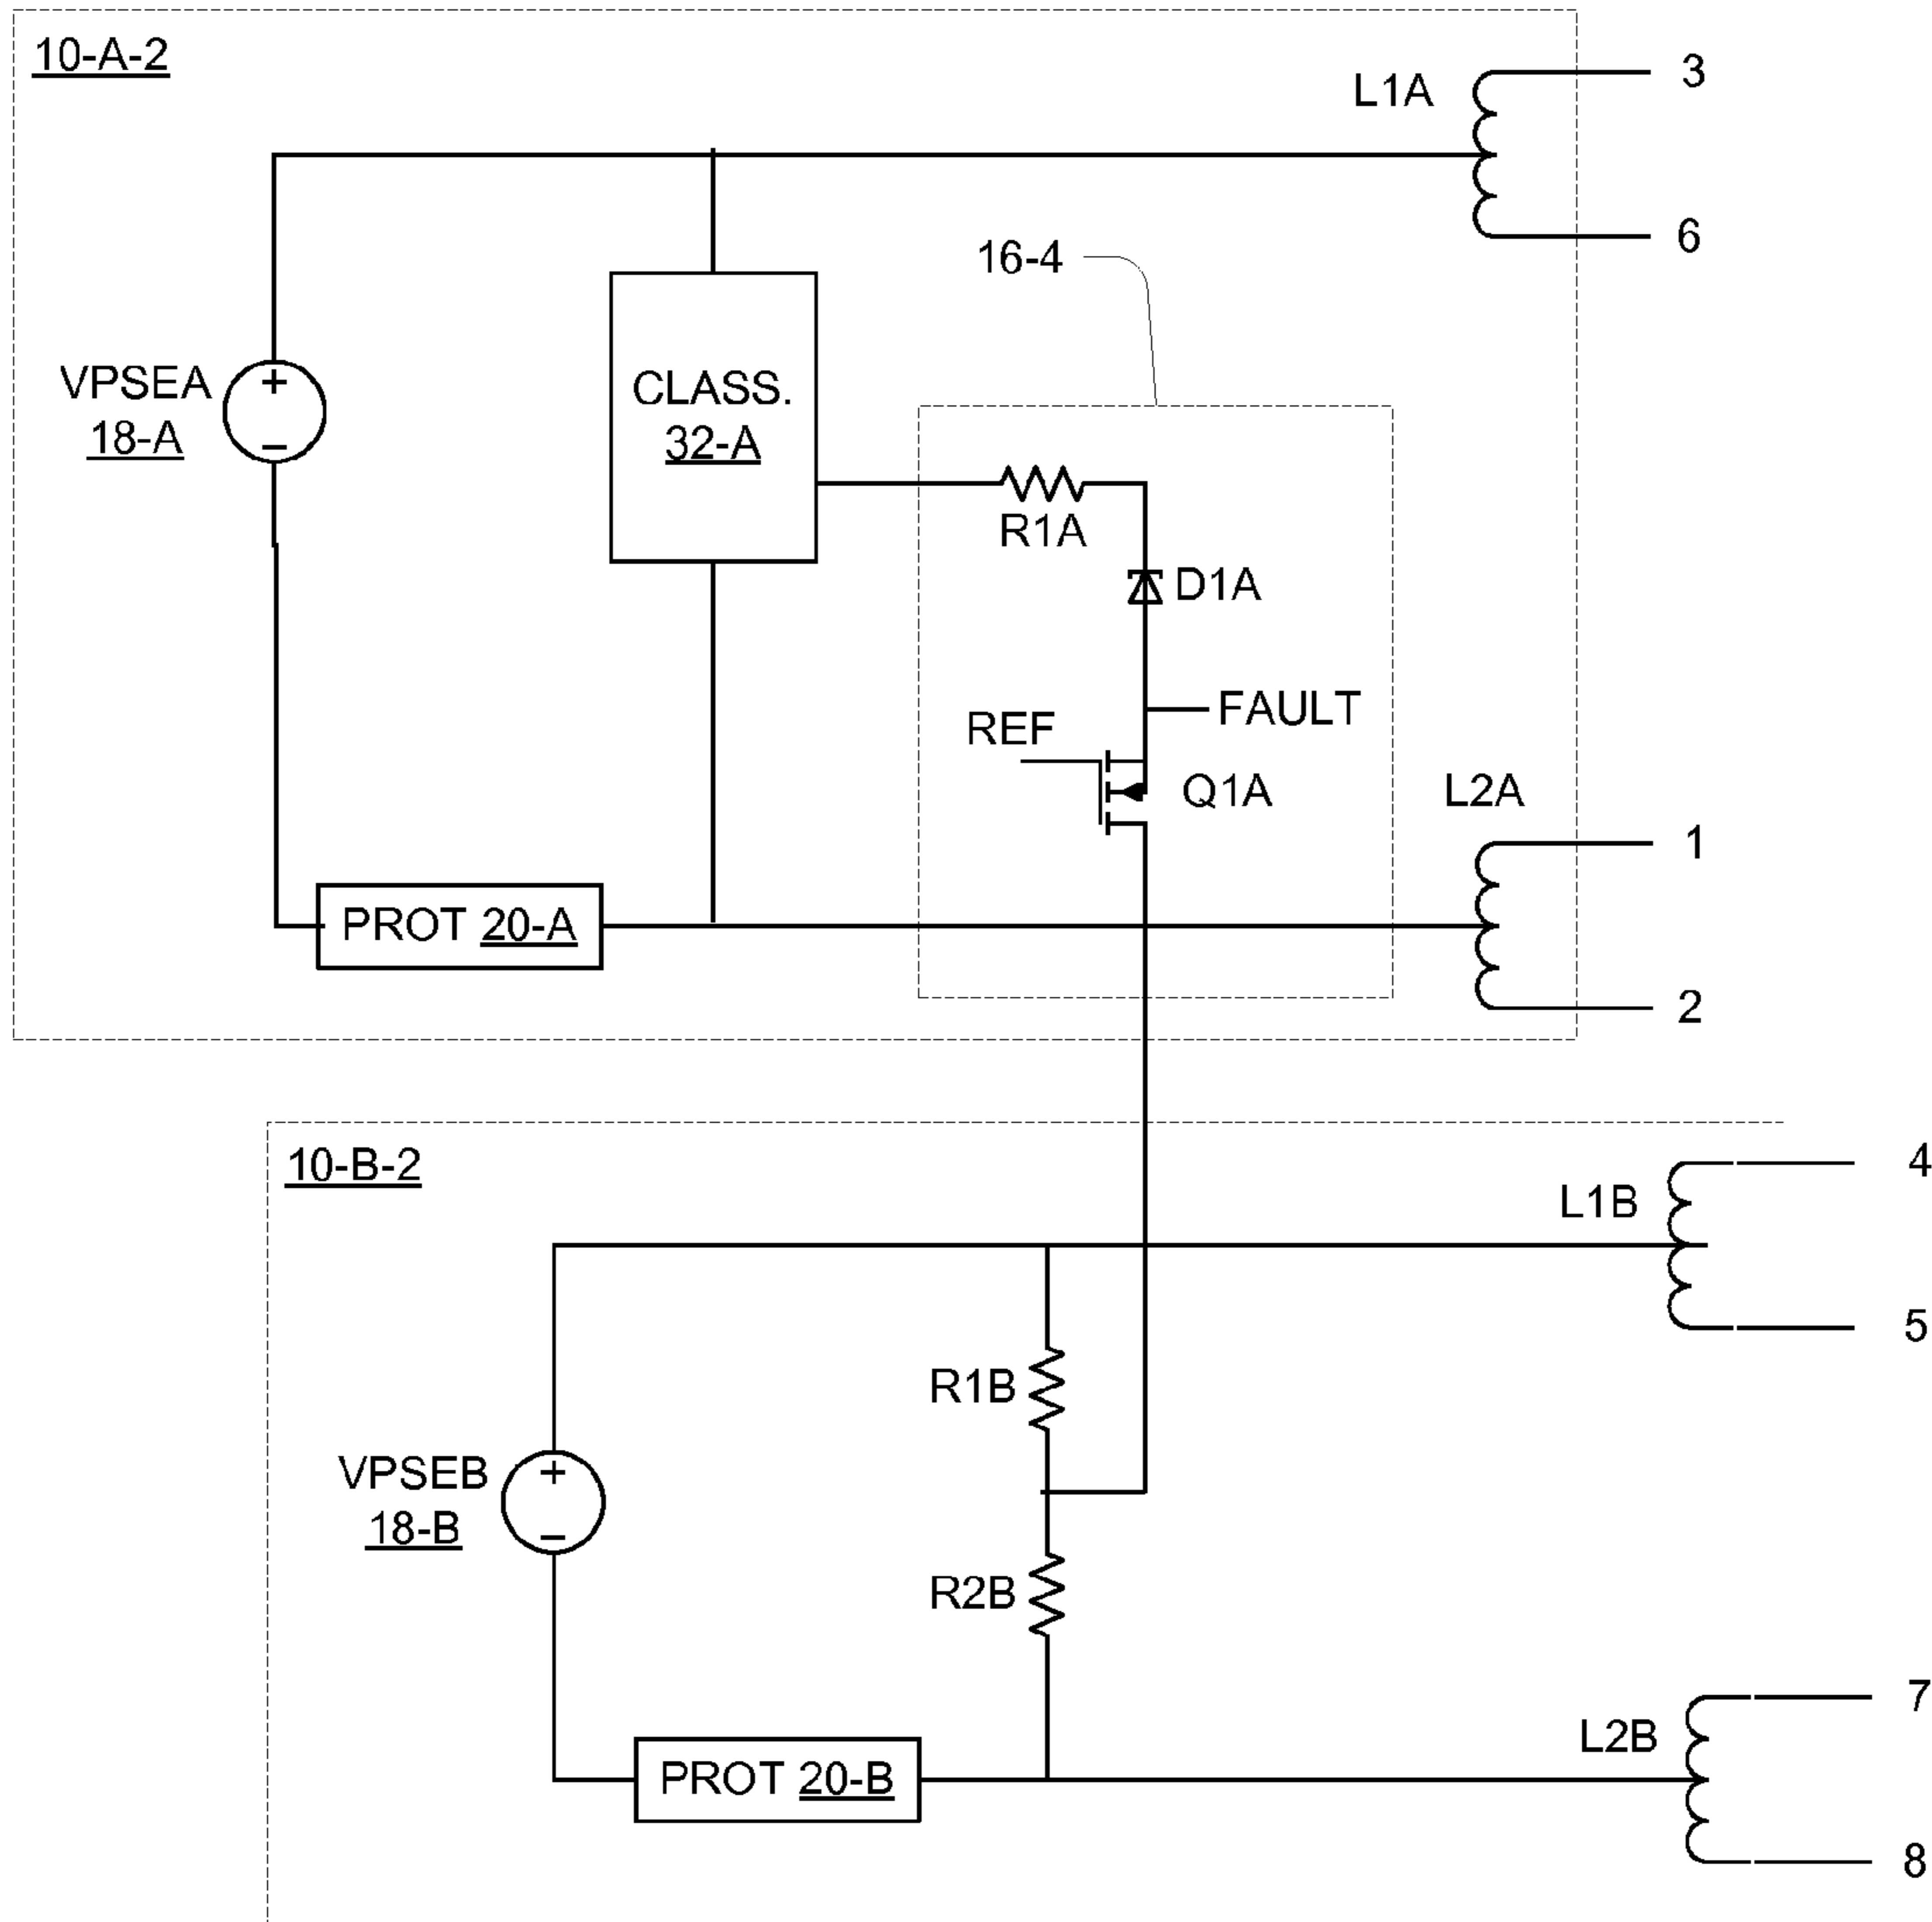 10-A-2
L1A
3
6
16-4
VPSEA
18-A
+
−
CLASS.
32-A
R1A
D1A
FAULT
REF
Q1A
L2A
1
2
PROT 20-A
10-B-2
L1B
4
5
R1B
VPSEB
18-B
+
−
R2B
L2B
7
8
PROT 20-B